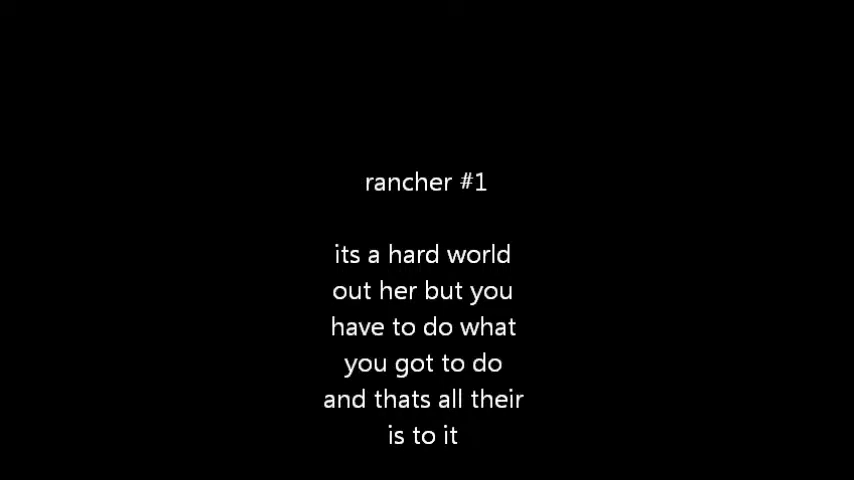 rancher #1
its a hard world
out her but you
have to do what
you got to do
and thats all their
is to it